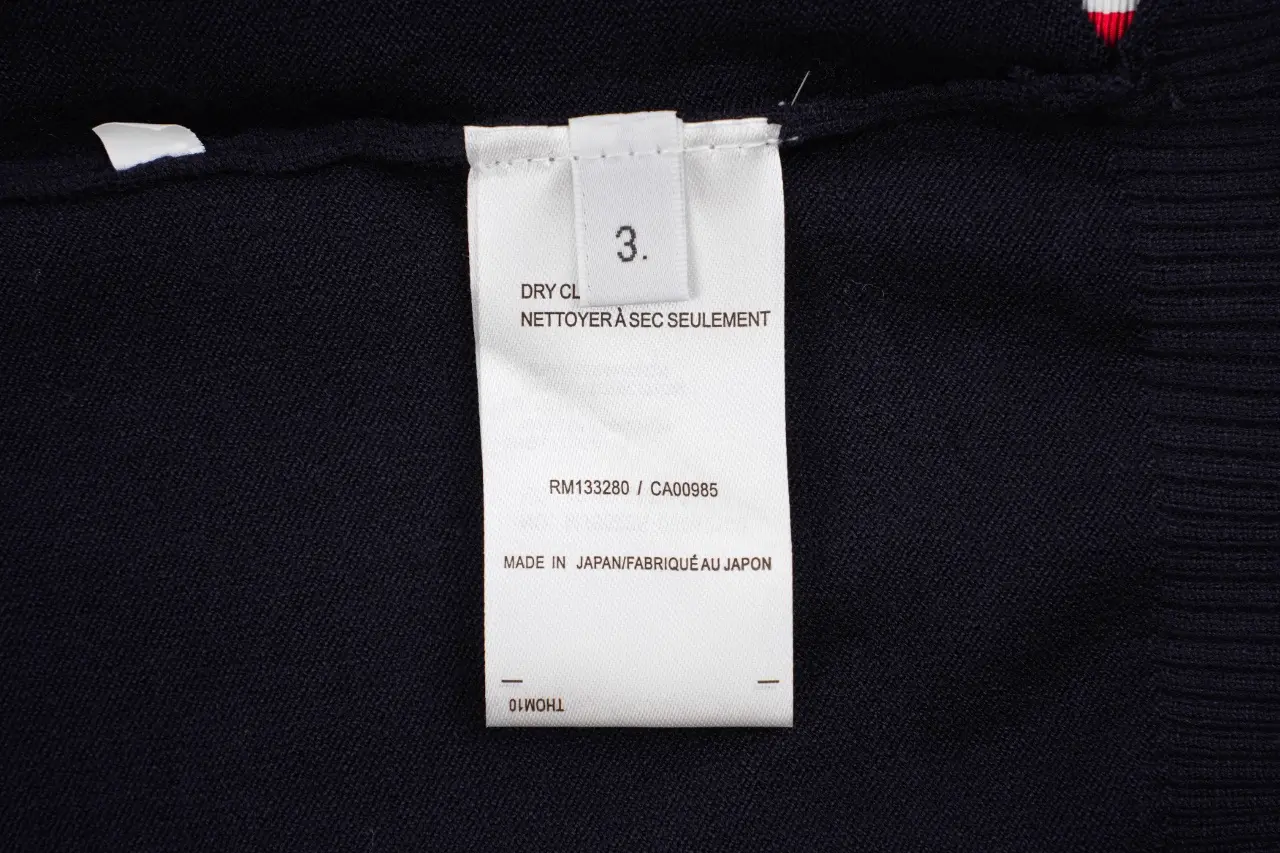 3.
DRY CL
NETTOYER À SEC SEULEMENT
RM133280 / CA00985
MADE IN JAPAN/FABRIQUÉ AU JAPON
THOM10